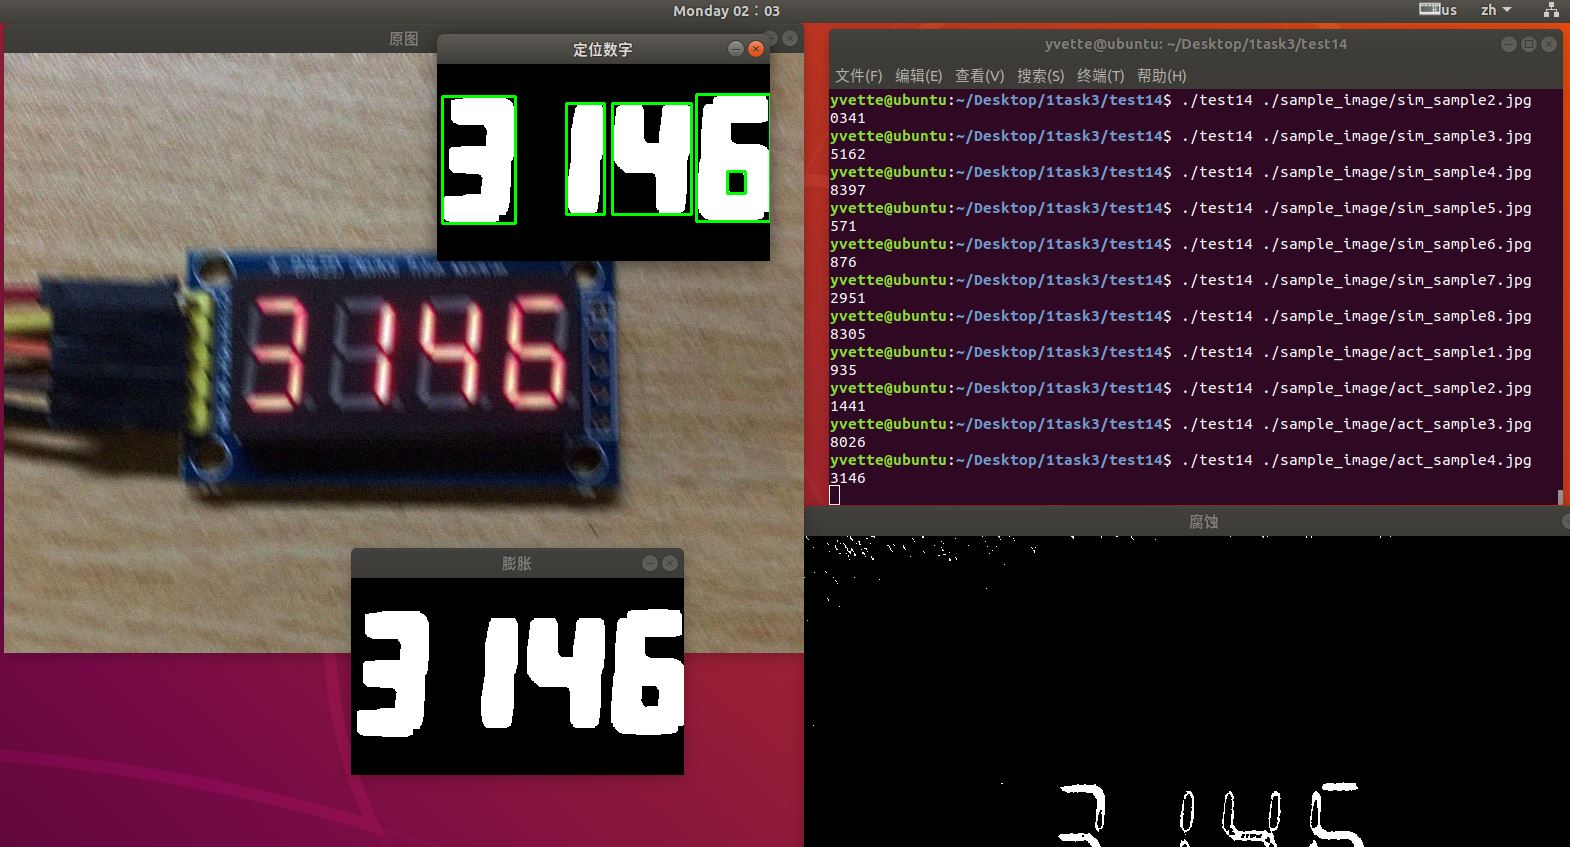 Monday 02：03
us
zh
原图
定位数字
3 146
3146
膨胀
3 146
yvette@ubuntu: ~/Desktop/1task3/test14
文件(F) 编辑(E) 查看(V) 搜索(S) 终端(T) 帮助(H)
yvette@ubuntu:~/Desktop/1task3/test14$ ./test14 ./sample_image/sim_sample2.jpg
0341
yvette@ubuntu:~/Desktop/1task3/test14$ ./test14 ./sample_image/sim_sample3.jpg
5162
yvette@ubuntu:~/Desktop/1task3/test14$ ./test14 ./sample_image/sim_sample4.jpg
8397
yvette@ubuntu:~/Desktop/1task3/test14$ ./test14 ./sample_image/sim_sample5.jpg
571
yvette@ubuntu:~/Desktop/1task3/test14$ ./test14 ./sample_image/sim_sample6.jpg
876
yvette@ubuntu:~/Desktop/1task3/test14$ ./test14 ./sample_image/sim_sample7.jpg
2951
yvette@ubuntu:~/Desktop/1task3/test14$ ./test14 ./sample_image/sim_sample8.jpg
8305
yvette@ubuntu:~/Desktop/1task3/test14$ ./test14 ./sample_image/act_sample1.jpg
935
yvette@ubuntu:~/Desktop/1task3/test14$ ./test14 ./sample_image/act_sample2.jpg
1441
yvette@ubuntu:~/Desktop/1task3/test14$ ./test14 ./sample_image/act_sample3.jpg
8026
yvette@ubuntu:~/Desktop/1task3/test14$ ./test14 ./sample_image/act_sample4.jpg
3146
腐蚀